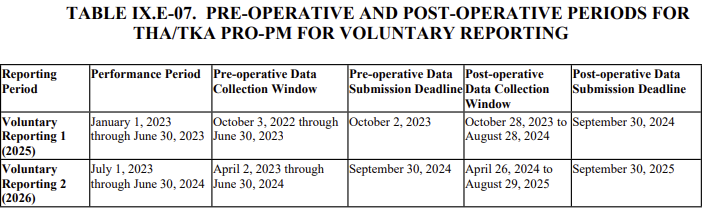 TABLE IX.E-07. PRE-OPERATIVE AND POST-OPERATIVE PERIODS FOR
THA/TKA PRO-PM FOR VOLUNTARY REPORTING
Reporting Period | Performance Period | Pre-operative Data Collection Window | Pre-operative Data Submission Deadline | Post-operative Data Collection Window | Post-operative Data Submission Deadline
Voluntary Reporting 1 (2025) | January 1, 2023 through June 30, 2023 | October 3, 2022 through June 30, 2023 | October 2, 2023 | October 28, 2023 to August 28, 2024 | September 30, 2024
Voluntary Reporting 2 (2026) | July 1, 2023 through June 30, 2024 | April 2, 2023 through June 30, 2024 | September 30, 2024 | April 26, 2024 to August 29, 2025 | September 30, 2025